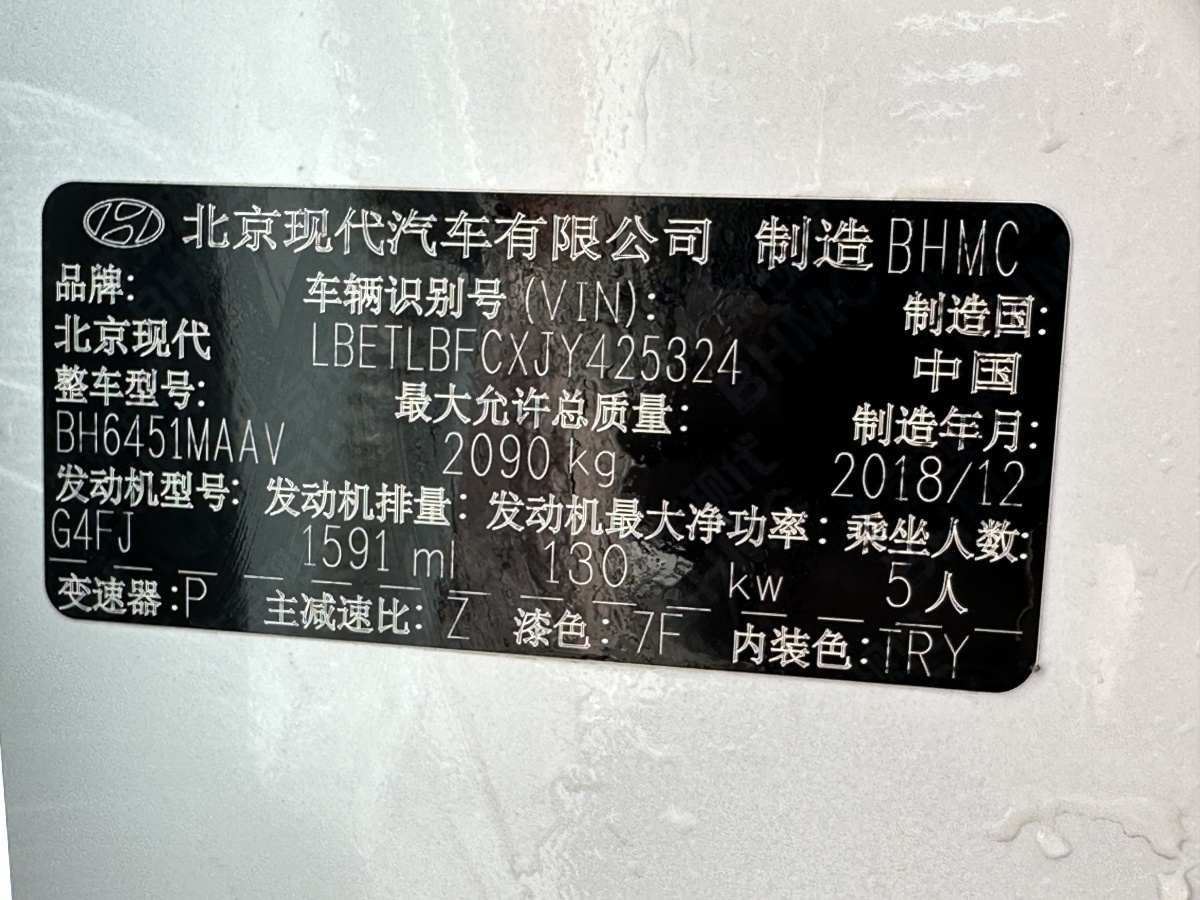 北京现代汽车有限公司 制造 BHMC
品牌: 车辆识别号 (VIN): 制造国:
北京现代 LBETLBFCXJY425324 中国
整车型号: 最大允许总质量: 制造年月:
BH6451MAAV 2090 kg 2018/12
发动机型号: 发动机排量: 发动机最大净功率: 乘坐人数:
G4FJ 1591 ml 130 kw 5人
变速器:P 主减速比: Z 漆色: 7F 内装色:TRY